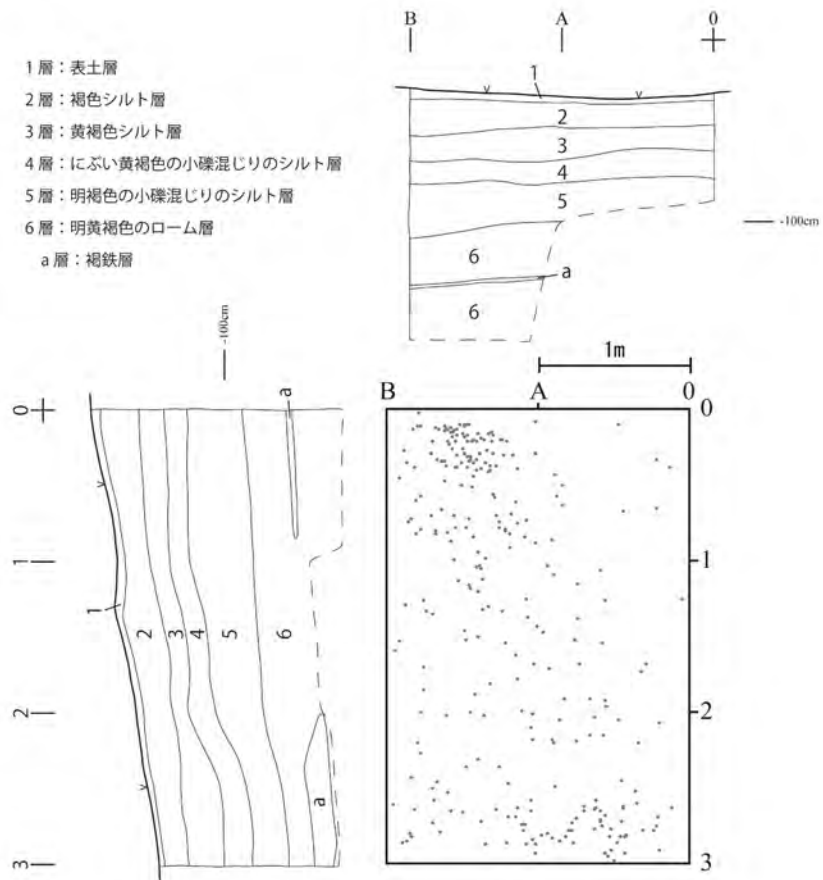 1層：表土層
2層：褐色シルト層
3層：黄褐色シルト層
4層：にぶい黄褐色の小礫混じりのシルト層
5層：明褐色の小礫混じりのシルト層
6層：明黄褐色のローム層
a層：褐鉄層
B A 0
1
2
3
4
5
6
a
6
-100cm
1m
B A 0
0
1
2
3
-100cm
0
1
2
3
a
1
2
3
4
5
6
a